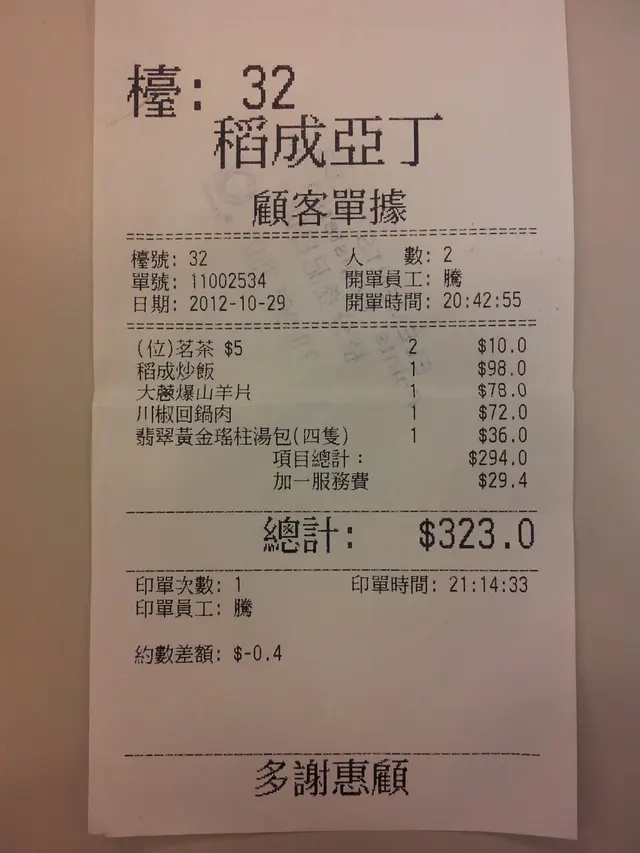 檯: 32
稻成亞丁
顧客單據
檯號: 32 人 數: 2
單號: 11002534 開單員工: 騰
日期: 2012-10-29 開單時間: 20:42:55
(位)茗茶 $5 2 $10.0
稻成炒飯 1 $98.0
大蔥爆山羊片 1 $78.0
川椒回鍋肉 1 $72.0
翡翠黃金瑤柱湯包(四隻) 1 $36.0
項目總計: $294.0
加一服務費 $29.4
總計: $323.0
印單次數: 1 印單時間: 21:14:33
印單員工: 騰
約數差額: $-0.4
多謝惠顧